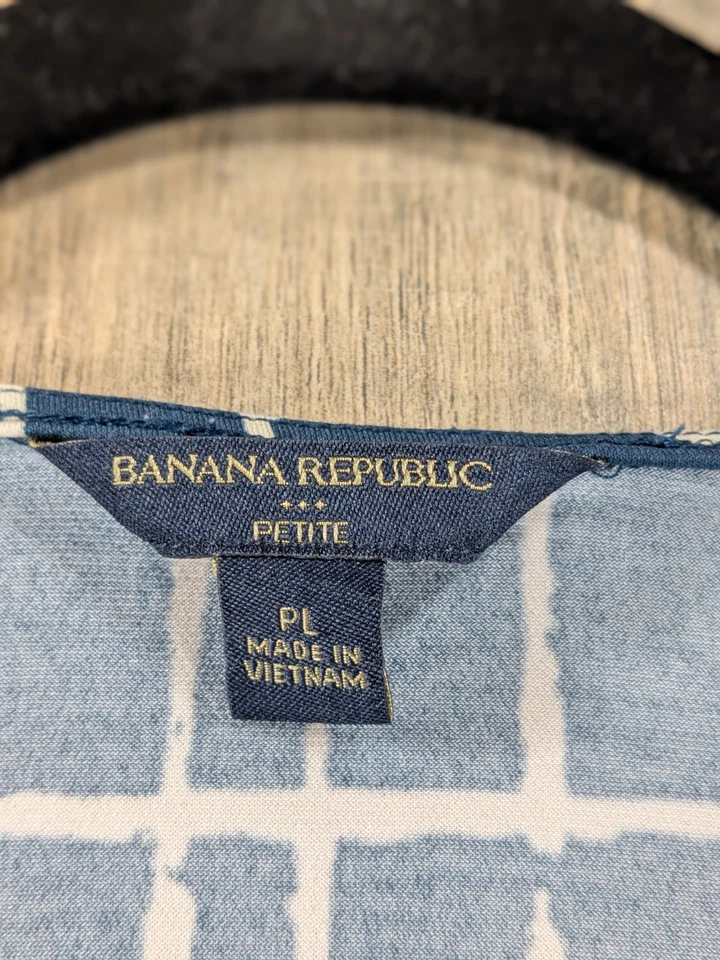 BANANA REPUBLIC
PETITE
PL
MADE IN
VIETNAM